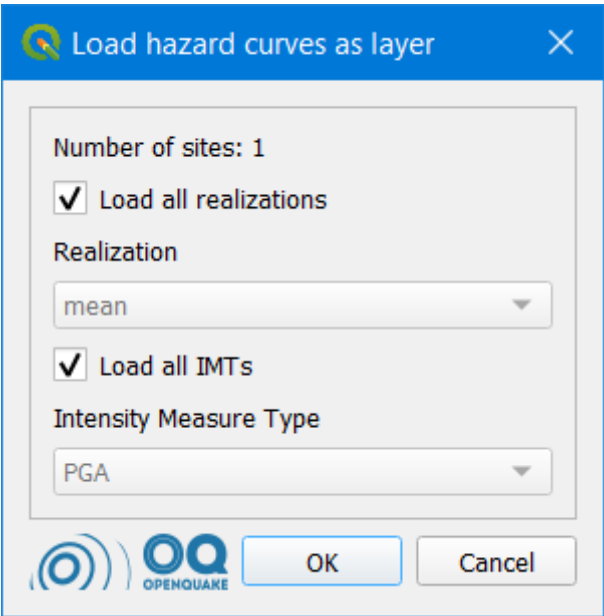 Load hazard curves as layer
Number of sites: 1
Load all realizations
Realization
mean
Load all IMTs
Intensity Measure Type
PGA
OQ
OPENQUAKE
OK
Cancel